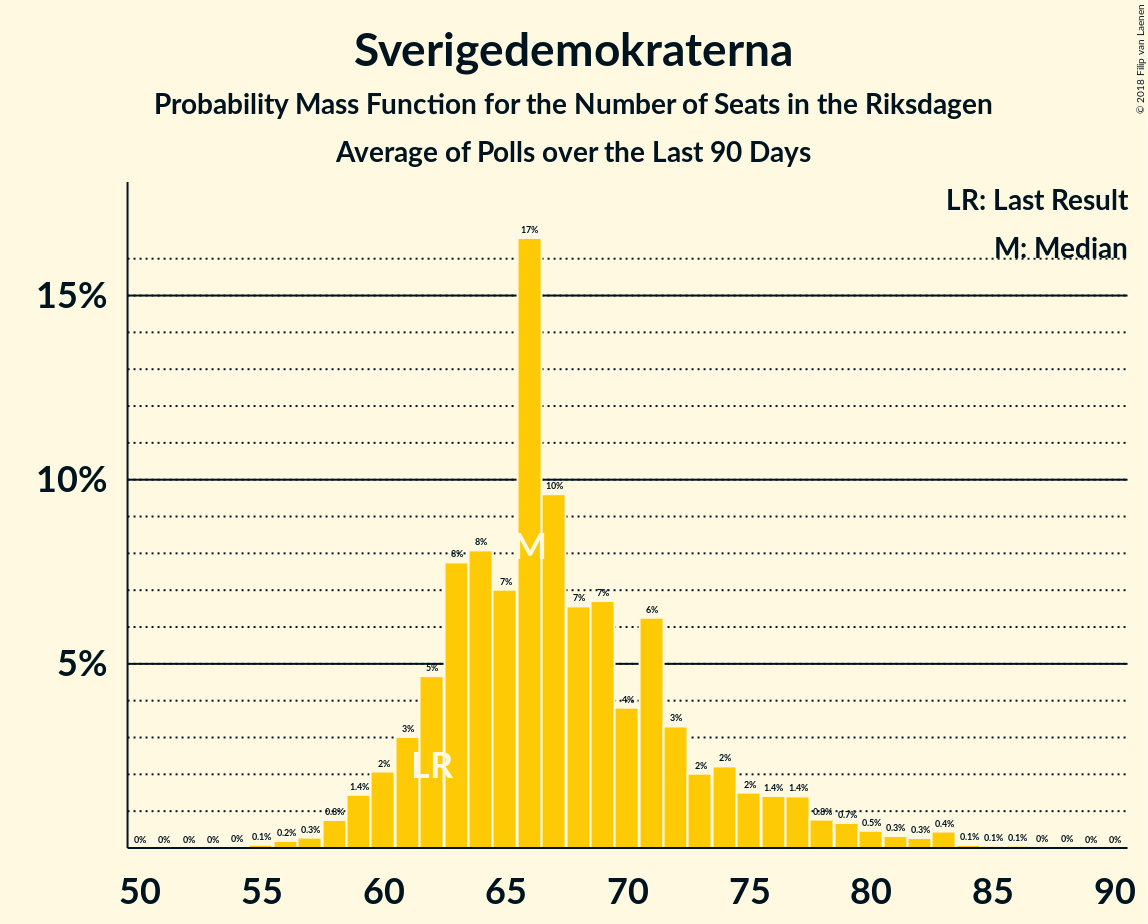 Sverigedemokraterna
Probability Mass Function for the Number of Seats in the Riksdagen
Average of Polls over the Last 90 Days
© 2018 Filip van Laenen
LR: Last Result
M: Median
15%
10%
5%
0% 0% 0% 0% 0% 0.1% 0.2% 0.3% 0.8% 1.4% 2% 3% 5% 8% 8% 7% 17% 10% 7% 7% 4% 6% 3% 2% 2% 2% 1.4% 1.4% 0.8% 0.7% 0.5% 0.3% 0.3% 0.4% 0.1% 0.1% 0.1% 0% 0% 0% 0%
M
LR
50 55 60 65 70 75 80 85 90